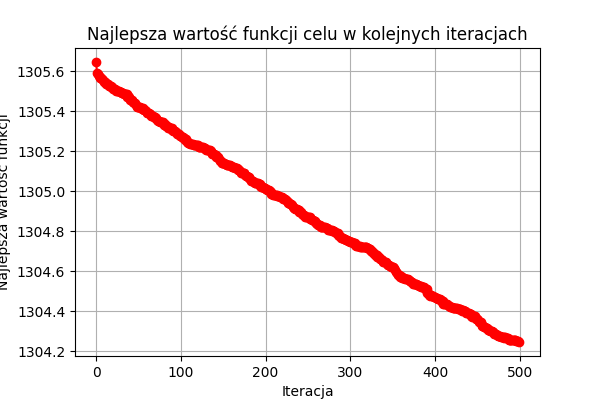 Najlepsza wartość funkcji celu w kolejnych iteracjach
Najlepsza wartość funkcji
1305.6
1305.4
1305.2
1305.0
1304.8
1304.6
1304.4
1304.2
0 100 200 300 400 500
Iteracja